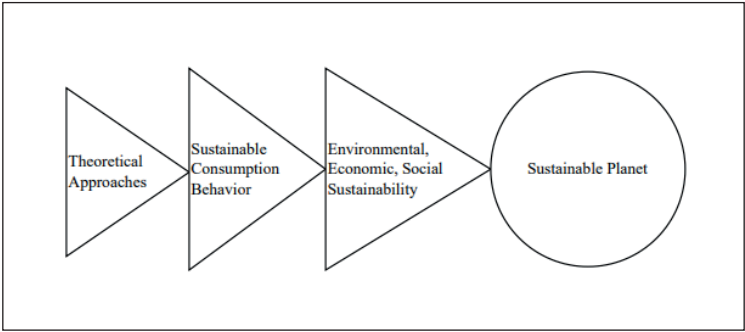 Theoretical
Approaches
Sustainable
Consumption
Behavior
Environmental,
Economic, Social
Sustainability
Sustainable Planet